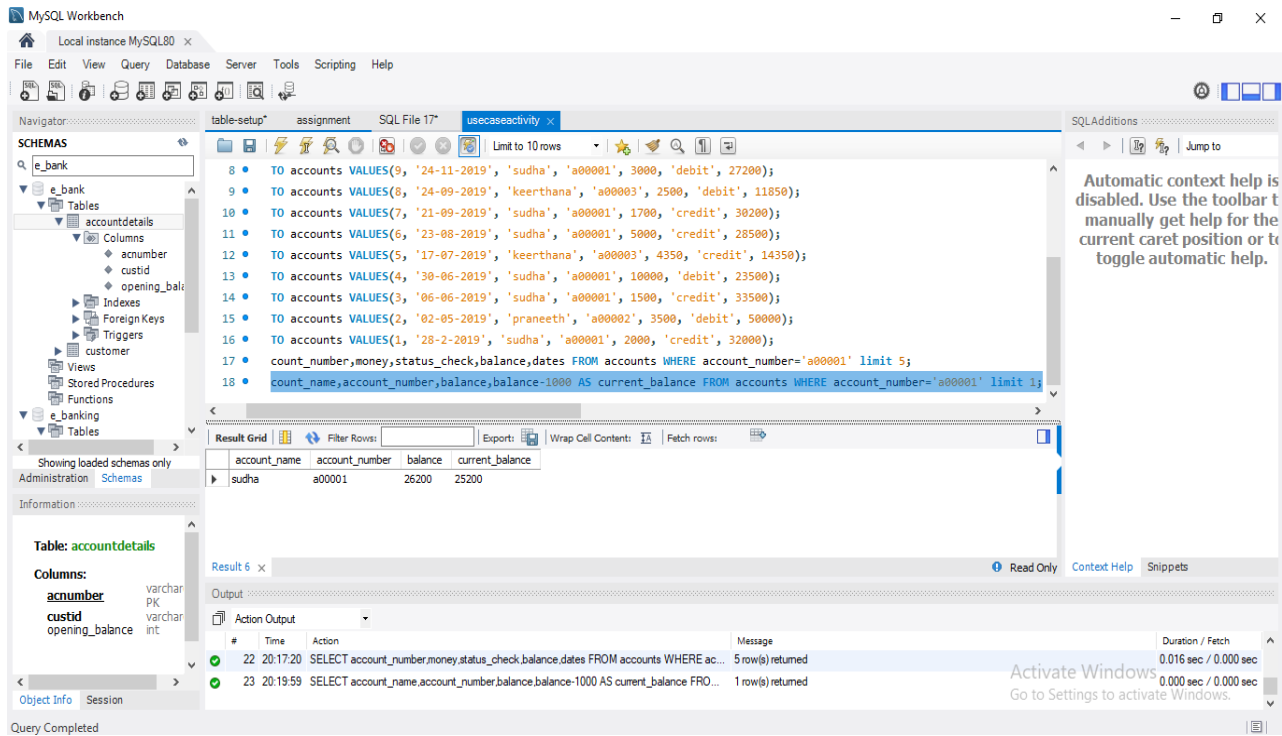 MySQL Workbench
Local instance MySQL80
File Edit View Query Database Server Tools Scripting Help
Navigator
SCHEMAS
e_bank
e_bank
Tables
accountdetails
Columns
acnumber
custid
opening_bala
Indexes
Foreign Keys
Triggers
customer
Views
Stored Procedures
Functions
e_banking
Tables
Showing loaded schemas only
Administration Schemas
Information
Table: accountdetails
Columns:
acnumber varchar PK
custid varchar
opening_balance int
Object Info Session
table-setup* assignment SQL File 17* usecaseactivity
Limit to 10 rows
8 TO accounts VALUES(9, '24-11-2019', 'sudha', 'a00001', 3000, 'debit', 27200);
9 TO accounts VALUES(8, '24-09-2019', 'keerthana', 'a00003', 2500, 'debit', 11850);
10 TO accounts VALUES(7, '21-09-2019', 'sudha', 'a00001', 1700, 'credit', 30200);
11 TO accounts VALUES(6, '23-08-2019', 'sudha', 'a00001', 5000, 'credit', 28500);
12 TO accounts VALUES(5, '17-07-2019', 'keerthana', 'a00003', 4350, 'credit', 14350);
13 TO accounts VALUES(4, '30-06-2019', 'sudha', 'a00001', 10000, 'debit', 23500);
14 TO accounts VALUES(3, '06-06-2019', 'sudha', 'a00001', 1500, 'credit', 33500);
15 TO accounts VALUES(2, '02-05-2019', 'praneeth', 'a00002', 3500, 'debit', 50000);
16 TO accounts VALUES(1, '28-2-2019', 'sudha', 'a00001', 2000, 'credit', 32000);
17 count_number,money,status_check,balance,dates FROM accounts WHERE account_number='a00001' limit 5;
18 count_name,account_number,balance,balance-1000 AS current_balance FROM accounts WHERE account_number='a00001' limit 1;
Result Grid Filter Rows: Export: Wrap Cell Content: Fetch rows:
account_name account_number balance current_balance
sudha a00001 26200 25200
Result 6 Read Only
Output
Action Output
# Time Action Message Duration / Fetch
22 20:17:20 SELECT account_number,money,status_check,balance,dates FROM accounts WHERE ac... 5 row(s) returned 0.016 sec / 0.000 sec
23 20:19:59 SELECT account_name,account_number,balance,balance-1000 AS current_balance FRO... 1 row(s) returned 0.000 sec / 0.000 sec
SQLAdditions
Jump to
Automatic context help is
disabled. Use the toolbar t
manually get help for the
current caret position or to
toggle automatic help.
Context Help Snippets
Activate Windows
Go to Settings to activate Windows.
Query Completed